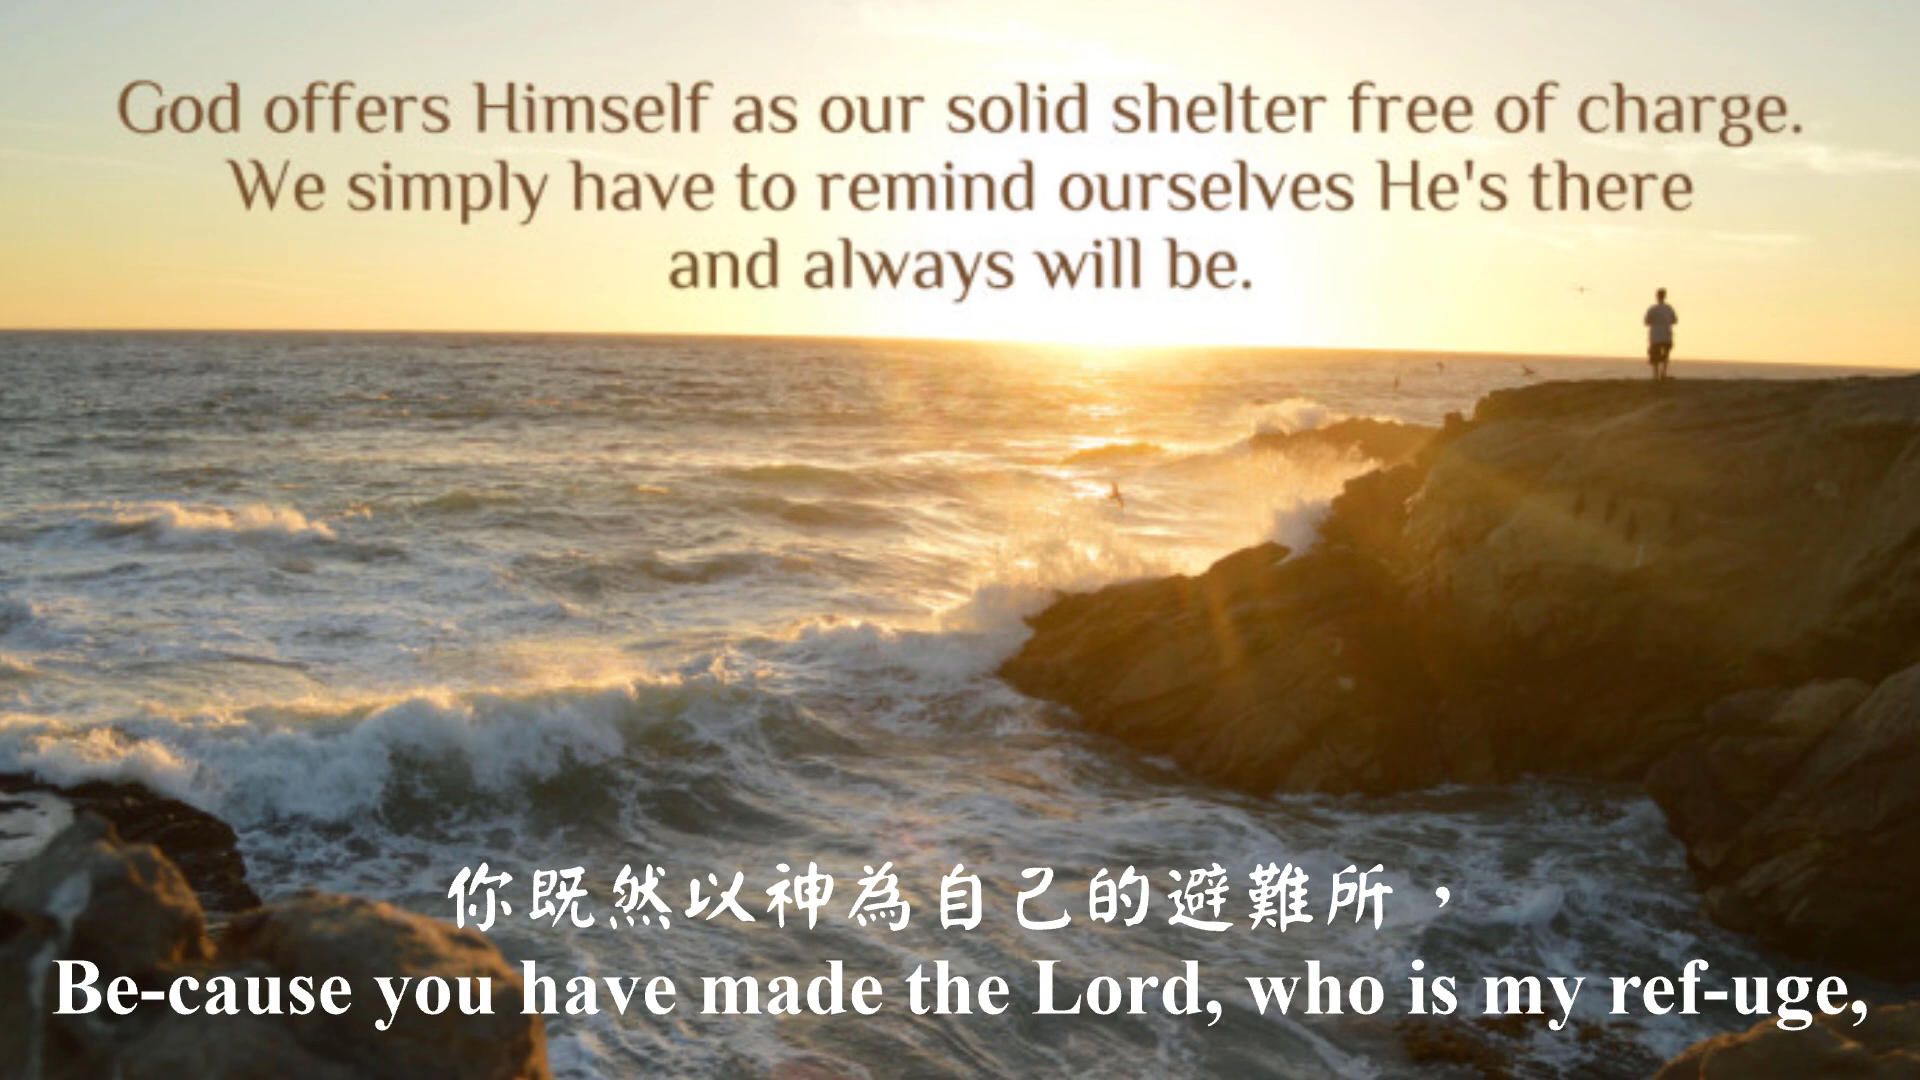 God offers Himself as our solid shelter free of charge.
We simply have to remind ourselves He's there
and always will be.
你既然以神為自己的避難所，
Be-cause you have made the Lord, who is my ref-uge,